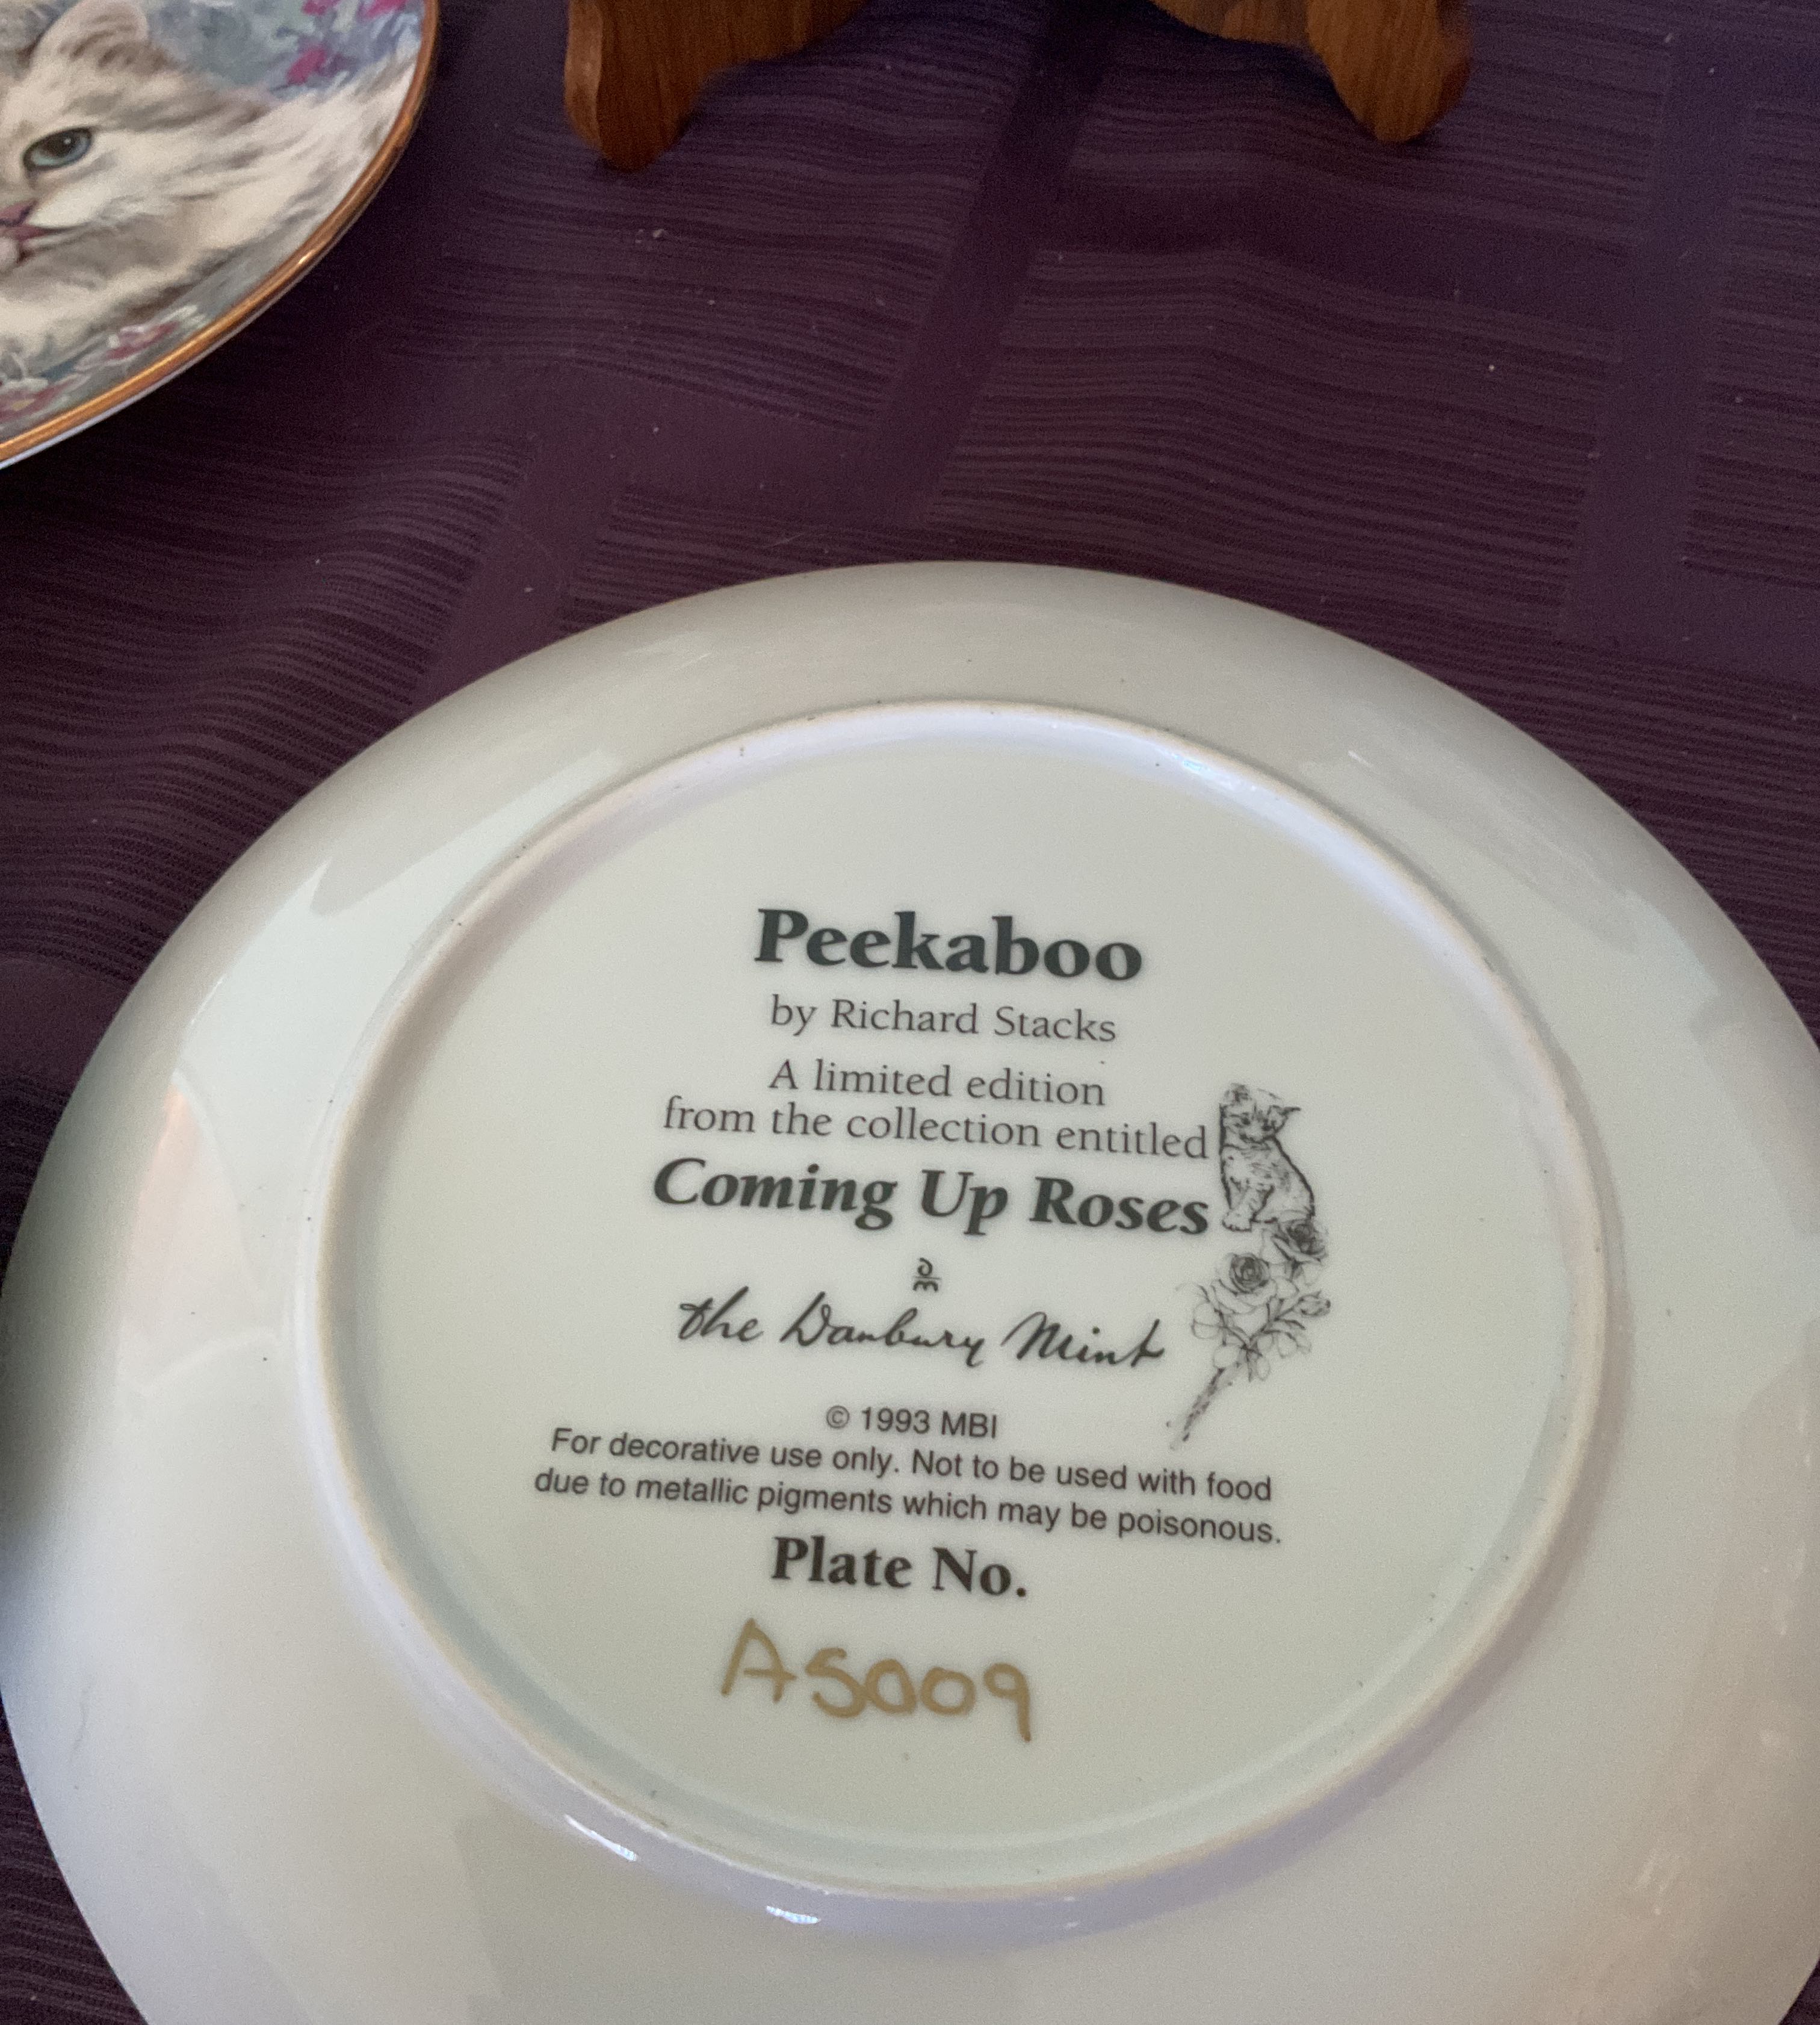 Peekaboo
by Richard Stacks
A limited edition
from the collection entitled
Coming Up Roses
the Danbury Mint
© 1993 MBI
For decorative use only. Not to be used with food
due to metallic pigments which may be poisonous.
Plate No.
A5009